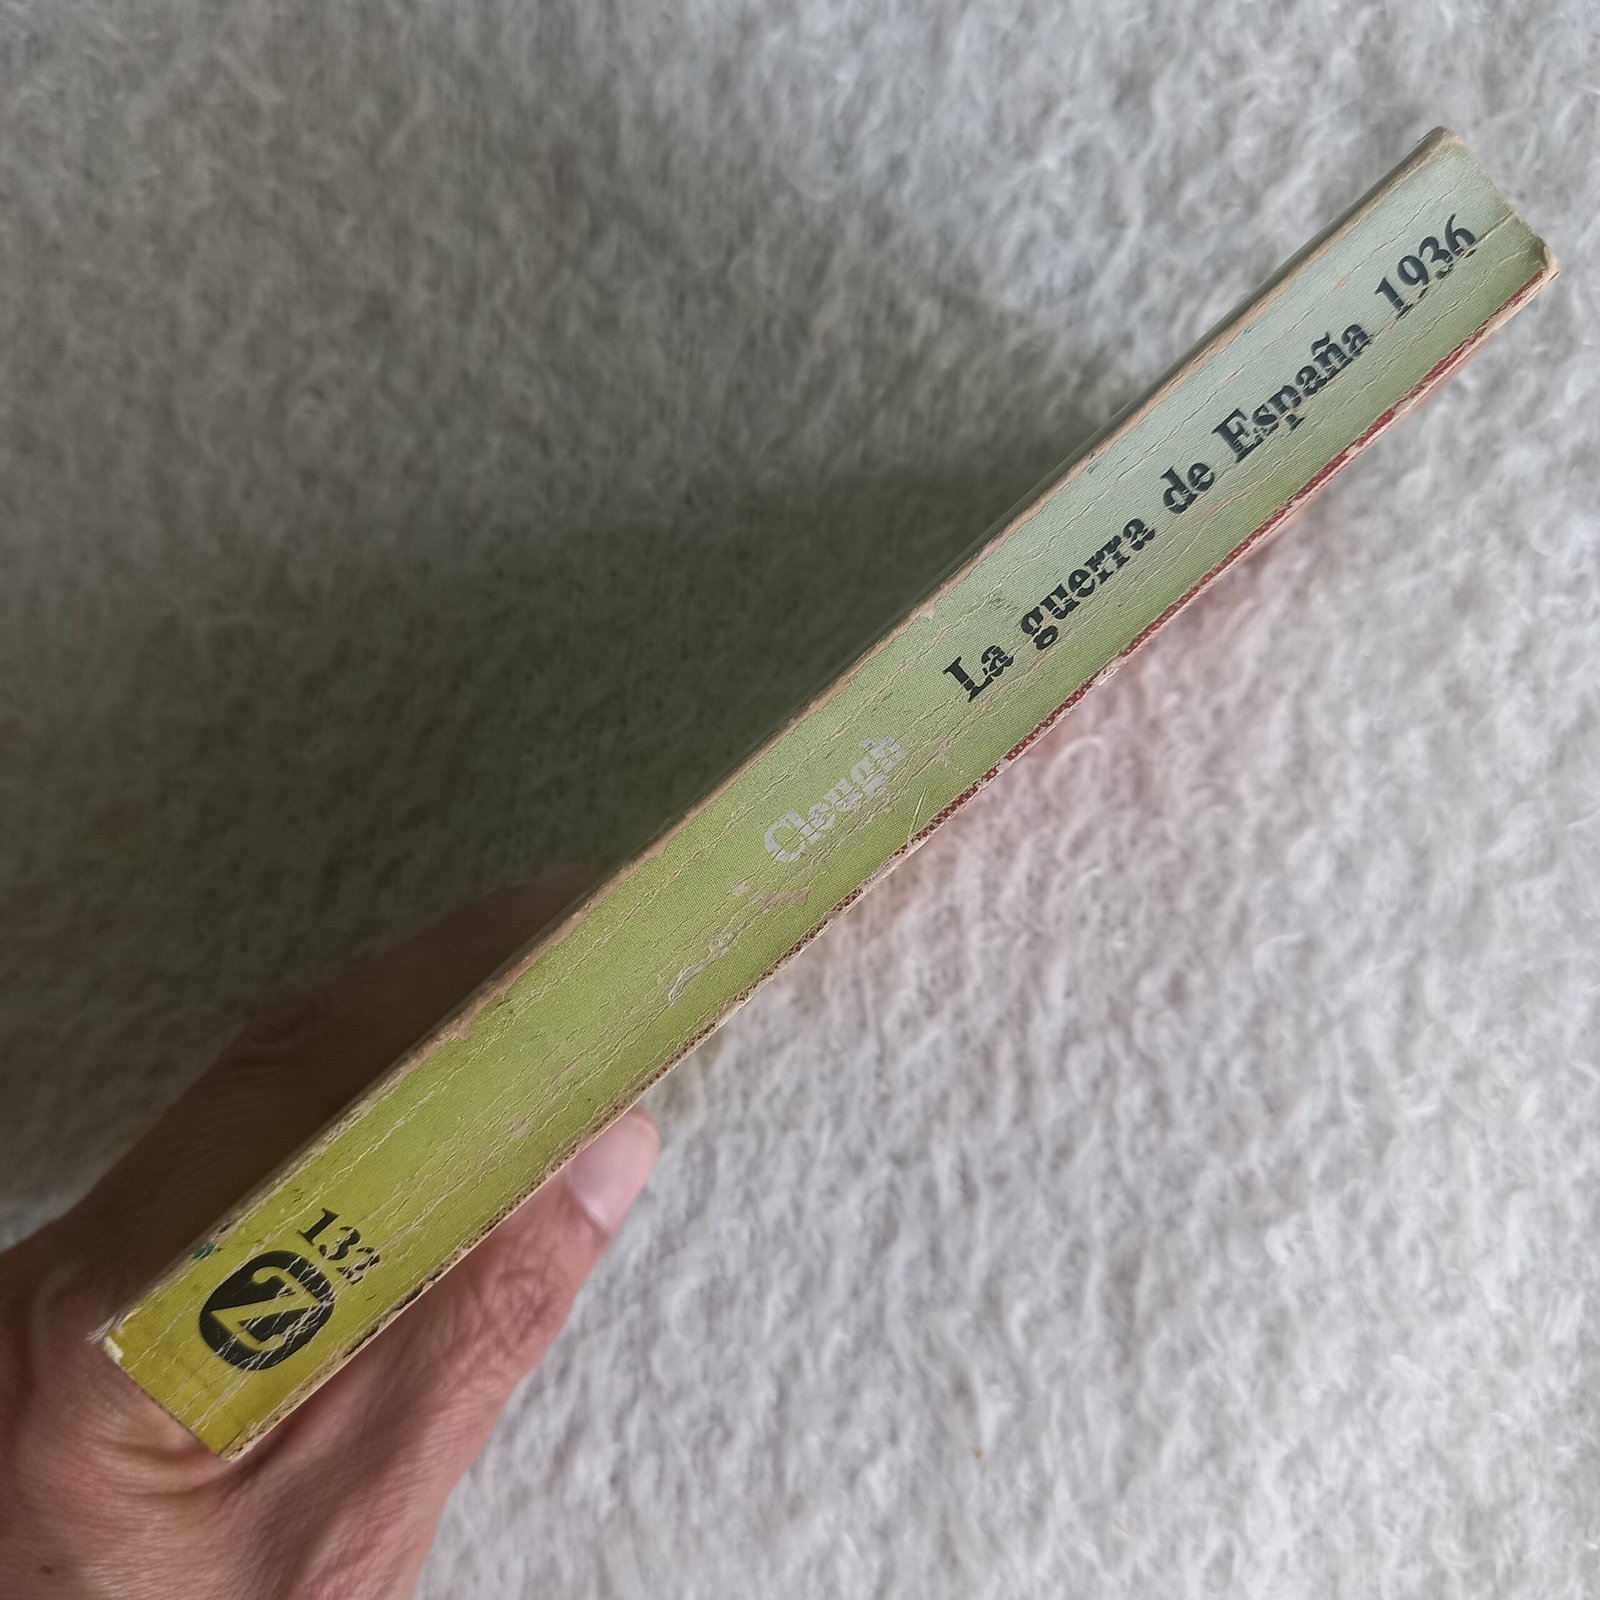 La guerra de España 1936
Clough
132
Z